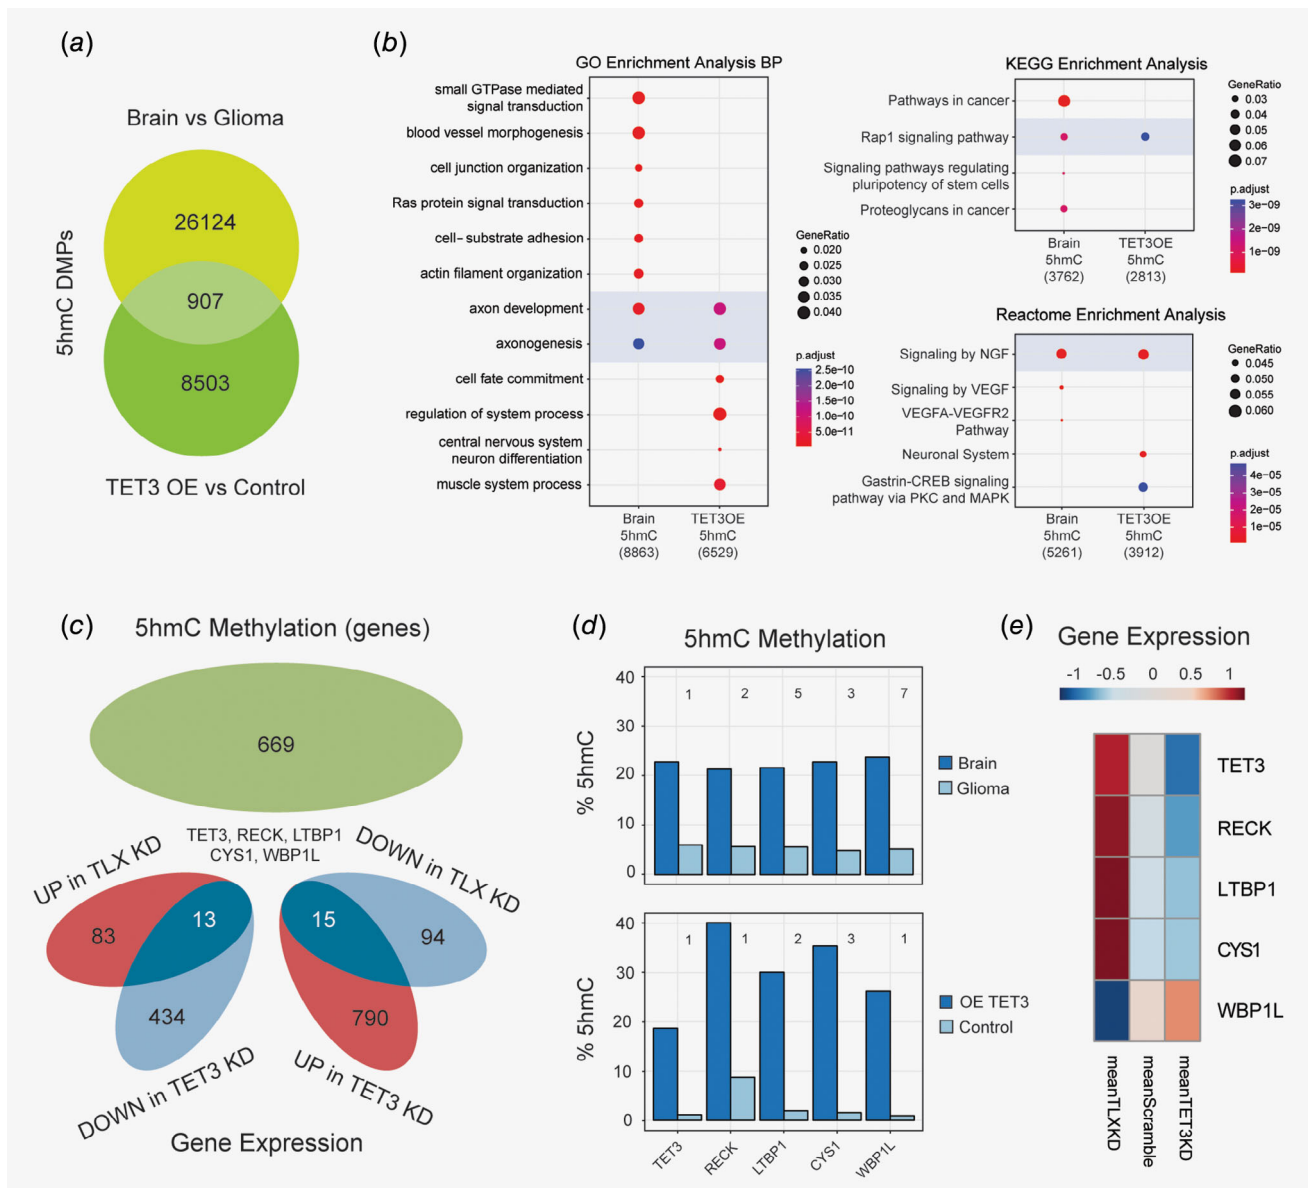 (a)
Brain vs Glioma
5hmC DMPs
26124
907
8503
TET3 OE vs Control
(b)
GO Enrichment Analysis BP
small GTPase mediated
signal transduction
blood vessel morphogenesis
cell junction organization
Ras protein signal transduction
cell-substrate adhesion
actin filament organization
axon development
axonogenesis
cell fate commitment
regulation of system process
central nervous system
neuron differentiation
muscle system process
Brain
5hmC
(8863)
TET3OE
5hmC
(6529)
GeneRatio
0.020
0.025
0.030
0.035
0.040
p.adjust
2.5e-10
2.0e-10
1.5e-10
1.0e-10
5.0e-11
KEGG Enrichment Analysis
Pathways in cancer
Rap1 signaling pathway
Signaling pathways regulating
pluripotency of stem cells
Proteoglycans in cancer
Brain
5hmC
(3762)
TET3OE
5hmC
(2813)
GeneRatio
0.03
0.04
0.05
0.06
0.07
p.adjust
3e-09
2e-09
1e-09
Reactome Enrichment Analysis
Signaling by NGF
Signaling by VEGF
VEGFA-VEGFR2
Pathway
Neuronal System
Gastrin-CREB signaling
pathway via PKC and MAPK
Brain
5hmC
(5261)
TET3OE
5hmC
(3912)
GeneRatio
0.045
0.050
0.055
0.060
p.adjust
4e-05
3e-05
2e-05
1e-05
(c)
5hmC Methylation (genes)
669
TET3, RECK, LTBP1
CYS1, WBP1L
UP in TLX KD
DOWN in TLX KD
83
13
15
94
434
790
DOWN in TET3 KD
UP in TET3 KD
Gene Expression
(d)
5hmC Methylation
% 5hmC
40
30
20
10
0
1
2
5
3
7
Brain
Glioma
% 5hmC
40
30
20
10
0
1
1
2
3
1
OE TET3
Control
TET3
RECK
LTBP1
CYS1
WBP1L
(e)
Gene Expression
-1 -0.5 0 0.5 1
TET3
RECK
LTBP1
CYS1
WBP1L
meanTLXKD
meanScramble
meanTET3KD